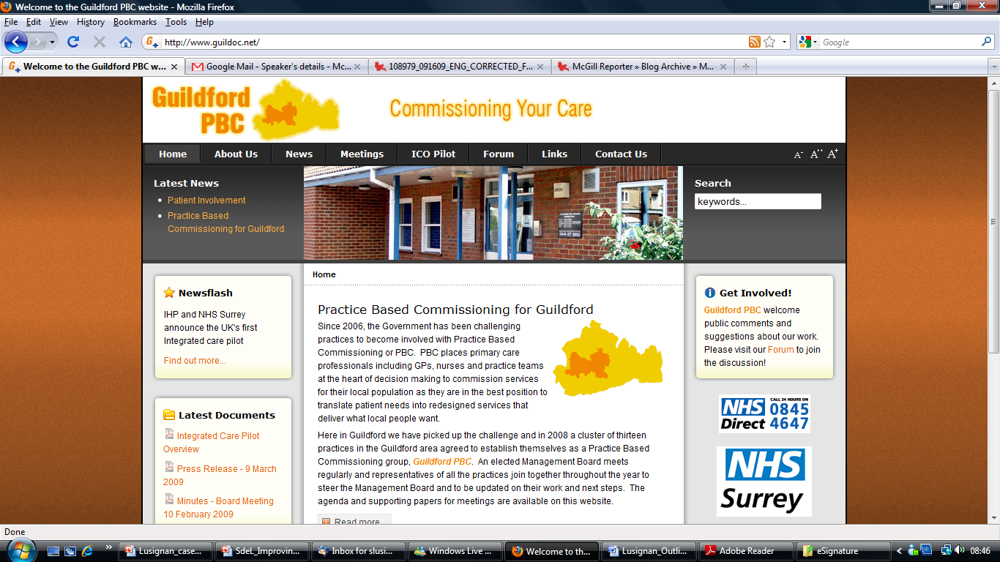 Welcome to the Guildford PBC website - Mozilla Firefox
File Edit View History Bookmarks Tools Help
http://www.guildoc.net/
Google
Welcome to the Guildford PBC w...
Google Mail - Speaker's details - Mc...
108979_091609_ENG_CORRECTED_F...
McGill Reporter » Blog Archive » M...
Guildford
PBC
Commissioning Your Care
Home
About Us
News
Meetings
ICO Pilot
Forum
Links
Contact Us
A- A A+
Latest News
Patient Involvement
Practice Based
Commissioning for Guildford
Search
keywords...
Newsflash
IHP and NHS Surrey
announce the UK's first
Integrated care pilot
Find out more...
Latest Documents
Integrated Care Pilot
Overview
Press Release - 9 March
2009
Minutes - Board Meeting
10 February 2009
Home
Practice Based Commissioning for Guildford
Since 2006, the Government has been challenging
practices to become involved with Practice Based
Commissioning or PBC. PBC places primary care
professionals including GPs, nurses and practice teams
at the heart of decision making to commission services
for their local population as they are in the best position to
translate patient needs into redesigned services that
deliver what local people want.
Here in Guildford we have picked up the challenge and in 2008 a cluster of thirteen
practices in the Guildford area agreed to establish themselves as a Practice Based
Commissioning group, Guildford PBC. An elected Management Board meets
regularly and representatives of all the practices join together throughout the year to
steer the Management Board and to be updated on their work and next steps. The
agenda and supporting papers for meetings are available on this website.
Read more
Get Involved!
Guildford PBC welcome
public comments and
suggestions about our work.
Please visit our Forum to join
the discussion!
NHS
Direct
CALL 24 HOURS ON
0845
4647
NHS
Surrey
Done
Lusignan_case...
SdeL_Improvin...
Inbox for slusi...
Windows Live ...
Welcome to th...
Lusignan_Outli...
Adobe Reader
eSignature
08:46